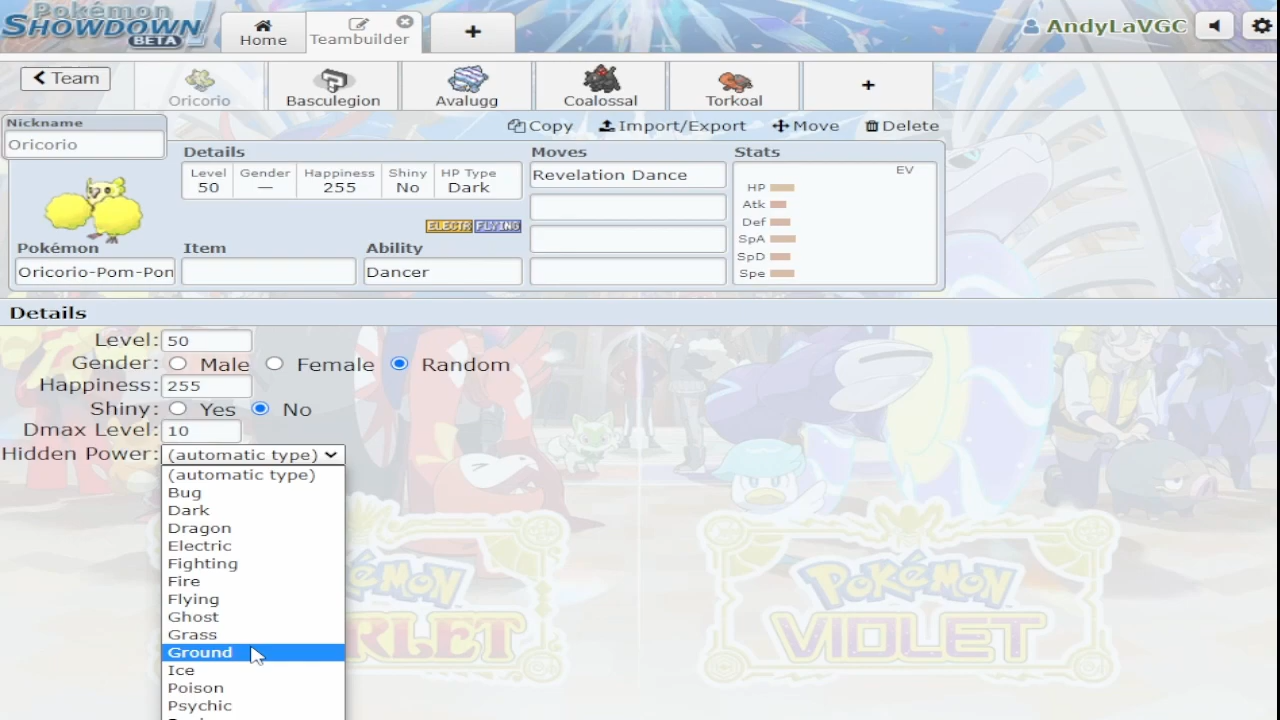 Pokémon
SHOWDOWN
BETA
Home
Teambuilder
+
AndyLaVGC
Team
Oricorio
Basculegion
Avalugg
Coalossal
Torkoal
+
Nickname
Oricorio
Copy
Import/Export
Move
Delete
Details
Level
50
Gender
—
Happiness
255
Shiny
No
HP Type
Dark
ELECTR FLYING
Pokémon
Oricorio-Pom-Pon
Item
Ability
Dancer
Moves
Revelation Dance
Stats
EV
HP
Atk
Def
SpA
SpD
Spe
Details
Level: 50
Gender: Male Female Random
Happiness: 255
Shiny: Yes No
Dmax Level: 10
Hidden Power: (automatic type)
(automatic type)
Bug
Dark
Dragon
Electric
Fighting
Fire
Flying
Ghost
Grass
Ground
Ice
Poison
Psychic
POKéMON
VIOLET